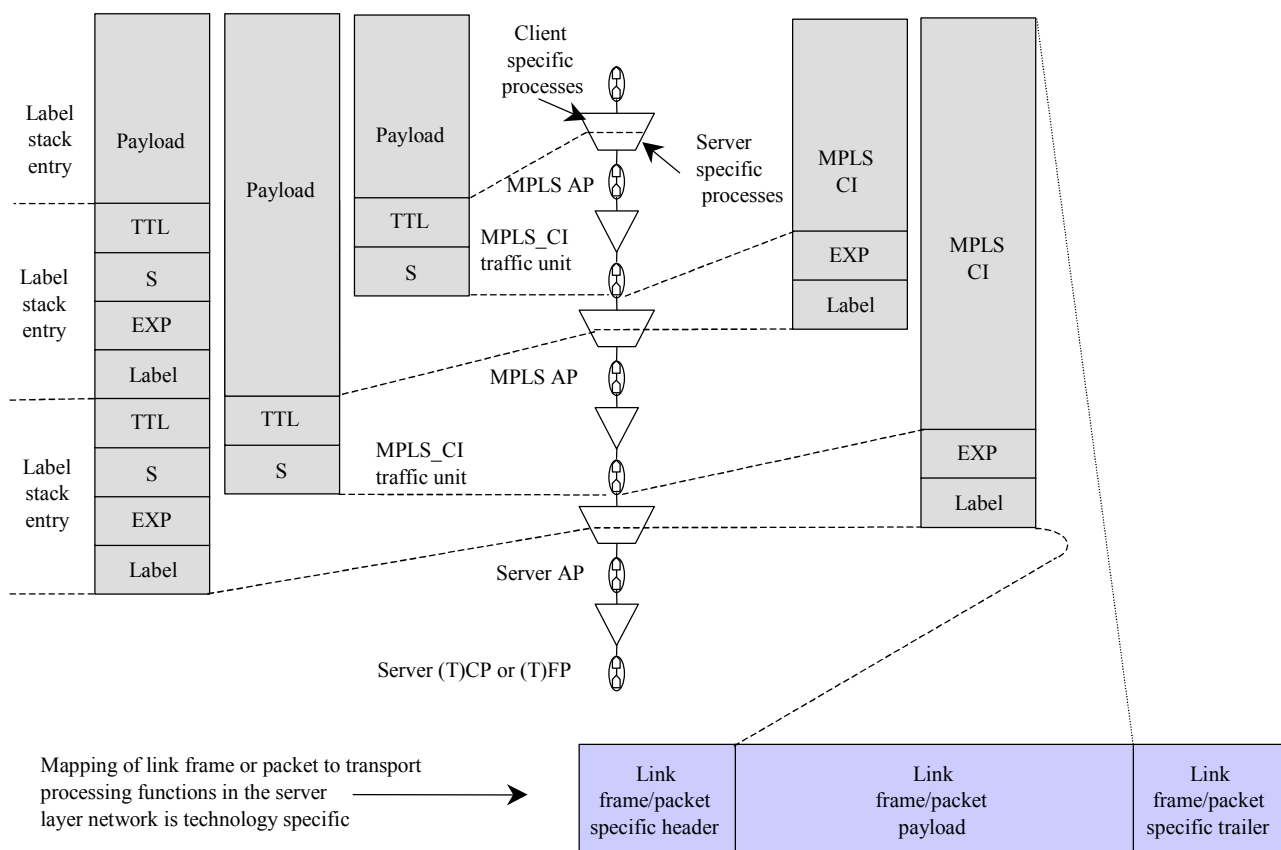 Client
specific
processes
Label
stack
entry
Payload
Payload
Payload
Server
specific
processes
MPLS AP
MPLS
CI
MPLS
CI
Label
stack
entry
TTL
S
EXP
Label
TTL
S
MPLS_CI
traffic unit
EXP
Label
MPLS AP
Label
stack
entry
TTL
S
EXP
Label
TTL
S
MPLS_CI
traffic unit
EXP
Label
Server AP
Server (T)CP or (T)FP
Mapping of link frame or packet to transport
processing functions in the server
layer network is technology specific
Link
frame/packet
specific header
Link
frame/packet
payload
Link
frame/packet
specific trailer